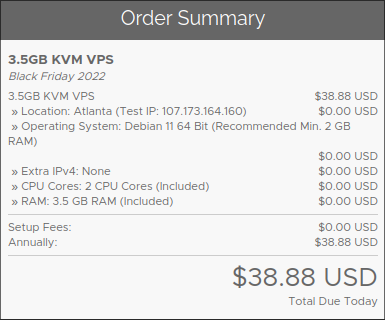 Order Summary
3.5GB KVM VPS
Black Friday 2022
3.5GB KVM VPS $38.88 USD
» Location: Atlanta (Test IP: 107.173.164.160) $0.00 USD
» Operating System: Debian 11 64 Bit (Recommended Min. 2 GB
RAM)
$0.00 USD
» Extra IPv4: None $0.00 USD
» CPU Cores: 2 CPU Cores (Included) $0.00 USD
» RAM: 3.5 GB RAM (Included) $0.00 USD
Setup Fees: $0.00 USD
Annually: $38.88 USD
$38.88 USD
Total Due Today